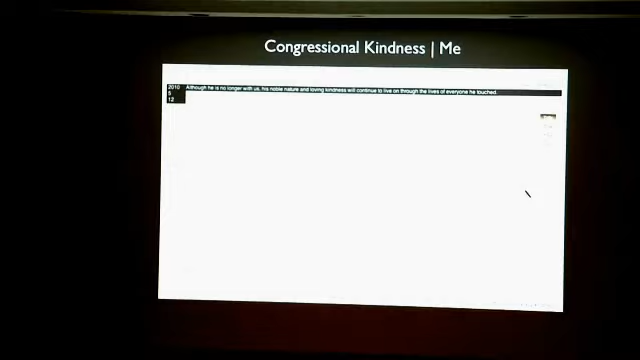 Congressional Kindness | Me
2010 Although he is no longer with us, his noble nature and loving kindness will continue to live on through the lives of everyone he touched.
5
12